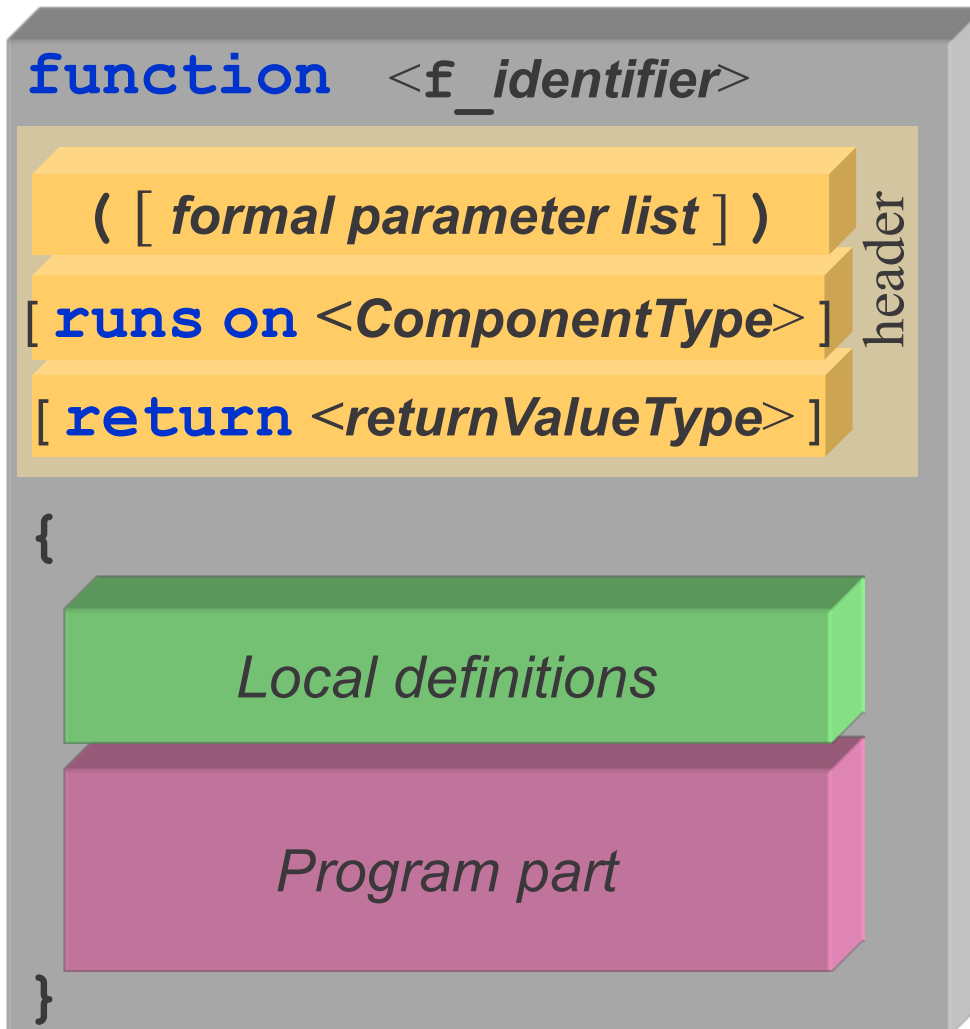 function <f_identifier>
( [ formal parameter list ] )
[ runs on <ComponentType> ]
[ return <returnValueType> ]
header
{
Local definitions
Program part
}